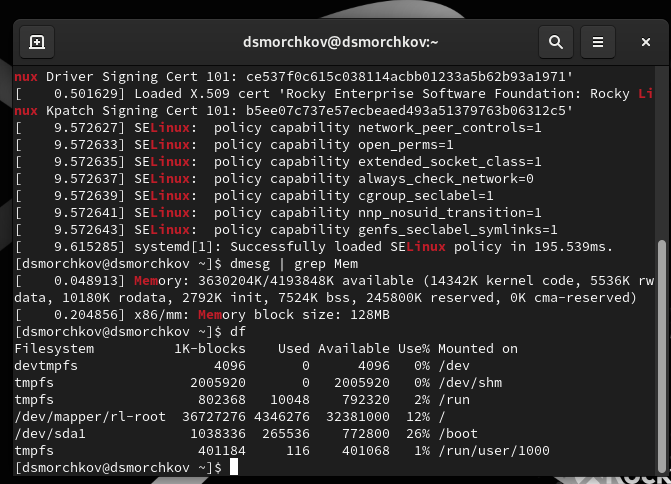 dsmorchkov@dsmorchkov:~
nux Driver Signing Cert 101: ce537f0c615c038114acbb01233a5b62b93a1971'
[    0.501629] Loaded X.509 cert 'Rocky Enterprise Software Foundation: Rocky Li
nux Kpatch Signing Cert 101: b5ee07c737e57ecbeaed493a51379763b06312c5'
[    9.572627] SELinux:  policy capability network_peer_controls=1
[    9.572633] SELinux:  policy capability open_perms=1
[    9.572635] SELinux:  policy capability extended_socket_class=1
[    9.572637] SELinux:  policy capability always_check_network=0
[    9.572639] SELinux:  policy capability cgroup_seclabel=1
[    9.572641] SELinux:  policy capability nnp_nosuid_transition=1
[    9.572643] SELinux:  policy capability genfs_seclabel_symlinks=1
[    9.615285] systemd[1]: Successfully loaded SELinux policy in 195.539ms.
[dsmorchkov@dsmorchkov ~]$ dmesg | grep Mem
[    0.048913] Memory: 3630204K/4193848K available (14342K kernel code, 5536K rw
data, 10180K rodata, 2792K init, 7524K bss, 245800K reserved, 0K cma-reserved)
[    0.204856] x86/mm: Memory block size: 128MB
[dsmorchkov@dsmorchkov ~]$ df
Filesystem          1K-blocks    Used Available Use% Mounted on
devtmpfs                 4096       0      4096   0% /dev
tmpfs                 2005920       0   2005920   0% /dev/shm
tmpfs                  802368   10048    792320   2% /run
/dev/mapper/rl-root  36727276 4346276  32381000  12% /
/dev/sda1             1038336  265536    772800  26% /boot
tmpfs                  401184     116    401068   1% /run/user/1000
[dsmorchkov@dsmorchkov ~]$